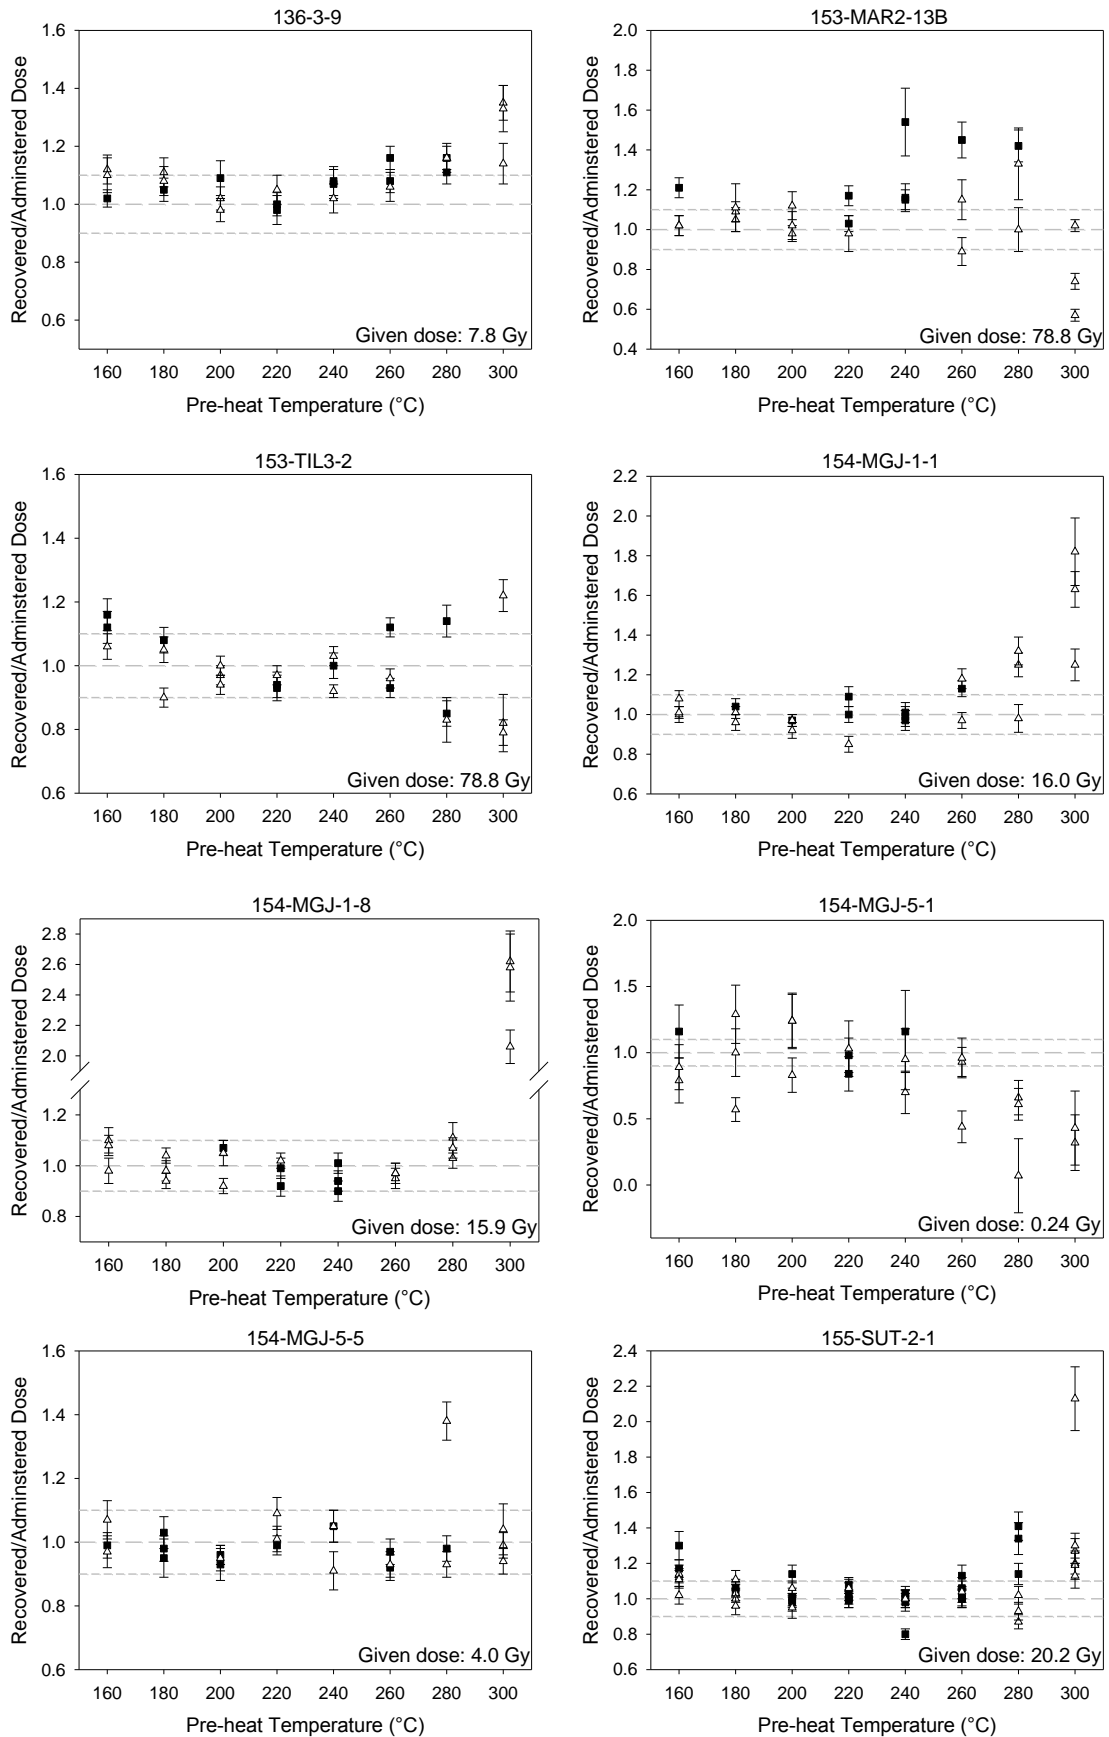 136-3-9
1.6
1.4
1.2
1.0
0.8
0.6
Recovered/Adminstered Dose
Given dose: 7.8 Gy
160 180 200 220 240 260 280 300
Pre-heat Temperature (°C)
153-MAR2-13B
2.0
1.8
1.6
1.4
1.2
1.0
0.8
0.6
0.4
Recovered/Adminstered Dose
Given dose: 78.8 Gy
160 180 200 220 240 260 280 300
Pre-heat Temperature (°C)
153-TIL3-2
1.6
1.4
1.2
1.0
0.8
0.6
Recovered/Adminstered Dose
Given dose: 78.8 Gy
160 180 200 220 240 260 280 300
Pre-heat Temperature (°C)
154-MGJ-1-1
2.2
2.0
1.8
1.6
1.4
1.2
1.0
0.8
0.6
Recovered/Adminstered Dose
Given dose: 16.0 Gy
160 180 200 220 240 260 280 300
Pre-heat Temperature (°C)
154-MGJ-1-8
2.8
2.6
2.4
2.2
2.0
1.2
1.0
0.8
Recovered/Adminstered Dose
Given dose: 15.9 Gy
160 180 200 220 240 260 280 300
Pre-heat Temperature (°C)
154-MGJ-5-1
2.0
1.5
1.0
0.5
0.0
Recovered/Adminstered Dose
Given dose: 0.24 Gy
160 180 200 220 240 260 280 300
Pre-heat Temperature (°C)
154-MGJ-5-5
1.6
1.4
1.2
1.0
0.8
0.6
Recovered/Adminstered Dose
Given dose: 4.0 Gy
160 180 200 220 240 260 280 300
Pre-heat Temperature (°C)
155-SUT-2-1
2.4
2.2
2.0
1.8
1.6
1.4
1.2
1.0
0.8
0.6
Recovered/Adminstered Dose
Given dose: 20.2 Gy
160 180 200 220 240 260 280 300
Pre-heat Temperature (°C)